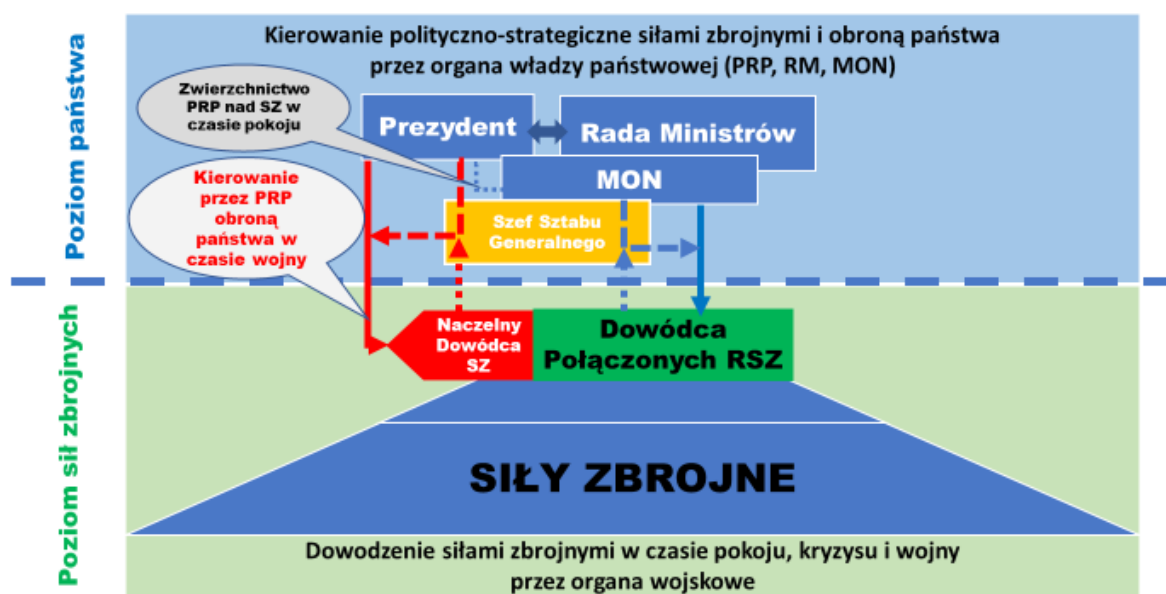 Kierowanie polityczno-strategiczne siłami zbrojnymi i obroną państwa
przez organa władzy państwowej (PRP, RM, MON)
Zwierzchnictwo
PRP nad SZ w
czasie pokoju
Prezydent
Rada Ministrów
MON
Kierowanie
przez PRP
obroną
państwa w
czasie wojny
Szef Sztabu
Generalnego
Poziom państwa
Naczelny
Dowódca
SZ
Dowódca
Połączonych RSZ
SIŁY ZBROJNE
Poziom sił zbrojnych
Dowodzenie siłami zbrojnymi w czasie pokoju, kryzysu i wojny
przez organa wojskowe